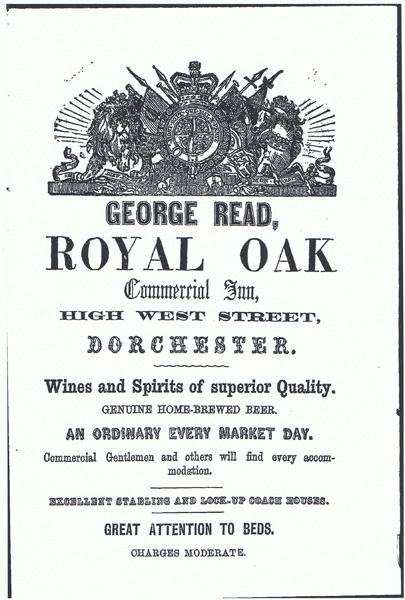 GEORGE READ,
ROYAL OAK
Commercial Inn,
HIGH WEST STREET,
DORCHESTER.
Wines and Spirits of superior Quality.
GENUINE HOME-BREWED BEER.
AN ORDINARY EVERY MARKET DAY.
Commercial Gentlemen and others will find every accom-
modation.
EXCELLENT STABLING AND LOCK-UP COACH HOUSES.
GREAT ATTENTION TO BEDS.
CHARGES MODERATE.